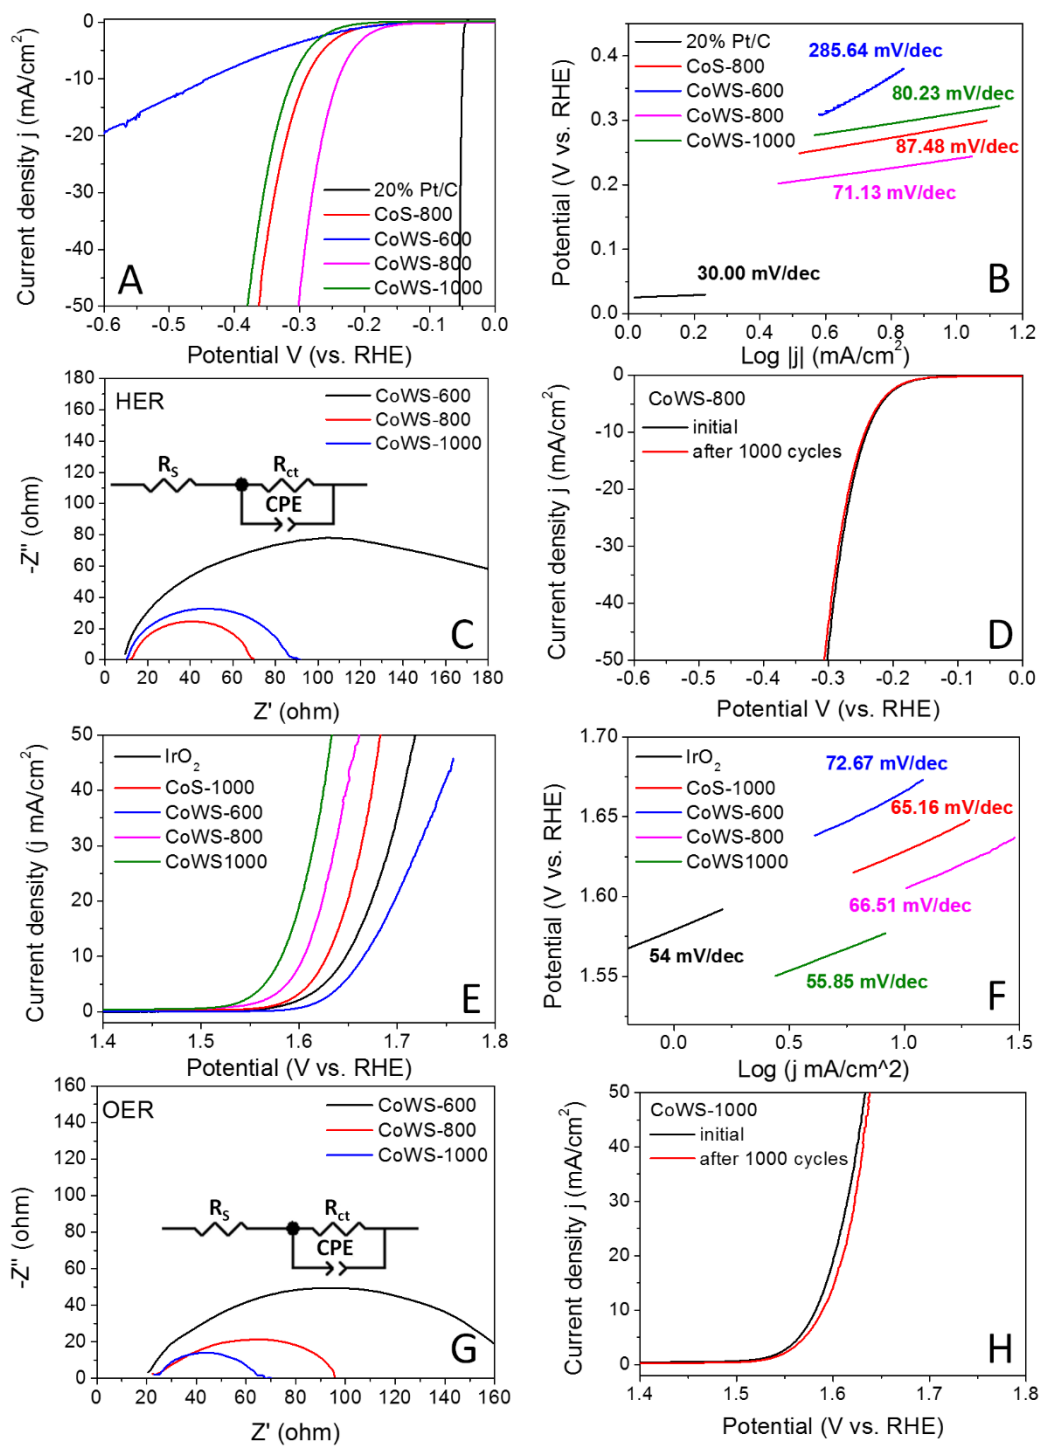 0
-10
-20
-30
-40
-50
-0.6
-0.5
-0.4
-0.3
-0.2
-0.1
0.0
Current density j (mA/cm²)
Potential V (vs. RHE)
20% Pt/C
CoS-800
CoWS-600
CoWS-800
CoWS-1000
A
0.4
0.3
0.2
0.1
0.0
0.0
0.2
0.4
0.6
0.8
1.0
1.2
Potential (V vs. RHE)
Log |j| (mA/cm²)
20% Pt/C
CoS-800
CoWS-600
CoWS-800
CoWS-1000
285.64 mV/dec
80.23 mV/dec
87.48 mV/dec
71.13 mV/dec
30.00 mV/dec
B
180
160
140
120
100
80
60
40
20
0
0
20
40
60
80
100
120
140
160
180
-Z" (ohm)
Z' (ohm)
HER
CoWS-600
CoWS-800
CoWS-1000
Rs
Rct
CPE
C
0
-10
-20
-30
-40
-50
-0.6
-0.5
-0.4
-0.3
-0.2
-0.1
0.0
Current density j (mA/cm²)
Potential V (vs. RHE)
CoWS-800
initial
after 1000 cycles
D
50
40
30
20
10
0
1.4
1.5
1.6
1.7
1.8
Current density (j mA/cm²)
Potential (V vs. RHE)
IrO₂
CoS-1000
CoWS-600
CoWS-800
CoWS1000
E
1.70
1.65
1.60
1.55
0.0
0.5
1.0
1.5
Potential (V vs. RHE)
Log (j mA/cm^2)
IrO₂
CoS-1000
CoWS-600
CoWS-800
CoWS1000
72.67 mV/dec
65.16 mV/dec
66.51 mV/dec
54 mV/dec
55.85 mV/dec
F
160
140
120
100
80
60
40
20
0
0
20
40
60
80
100
120
140
160
-Z" (ohm)
Z' (ohm)
OER
CoWS-600
CoWS-800
CoWS-1000
Rs
Rct
CPE
G
50
40
30
20
10
0
1.4
1.5
1.6
1.7
1.8
Current density j (mA/cm²)
Potential (V vs. RHE)
CoWS-1000
initial
after 1000 cycles
H